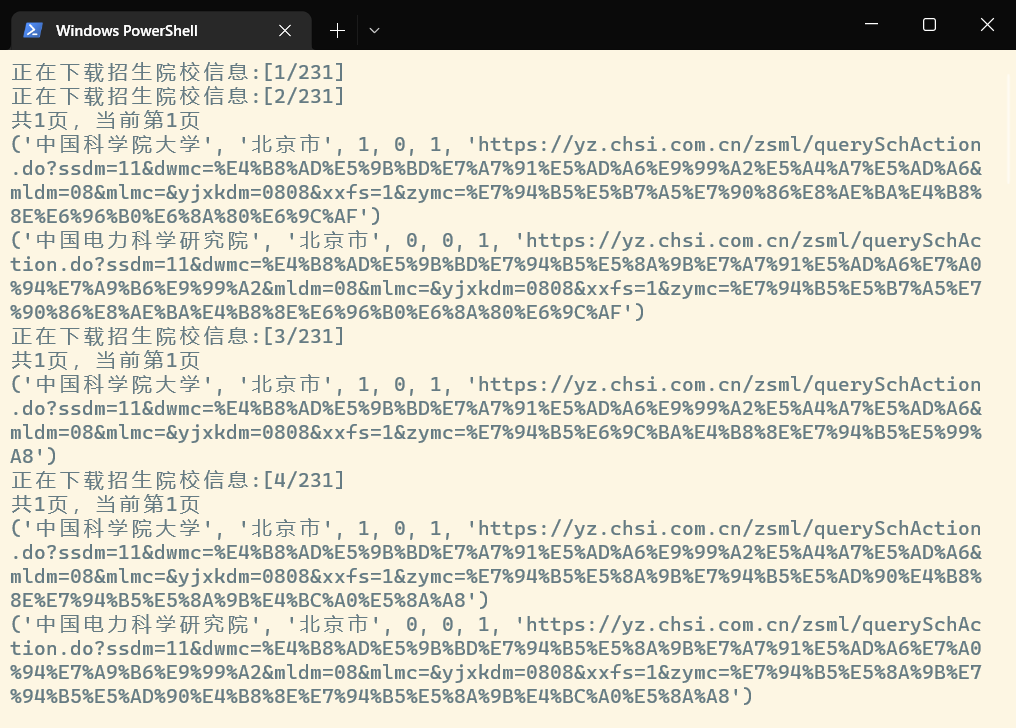 Windows PowerShell
正在下载招生院校信息:[1/231]
正在下载招生院校信息:[2/231]
共1页, 当前第1页
('中国科学院大学', '北京市', 1, 0, 1, 'https://yz.chsi.com.cn/zsml/querySchAction
.do?ssdm=11&dwmc=%E4%B8%AD%E5%9B%BD%E7%A7%91%E5%AD%A6%E9%99%A2%E5%A4%A7%E5%AD%A6&
mldm=08&mlmc=&yjxkdm=0808&xxfs=1&zymc=%E7%94%B5%E5%B7%A5%E7%90%86%E8%AE%BA%E4%B8%
8E%E6%96%B0%E6%8A%80%E6%9C%AF')
('中国电力科学研究院', '北京市', 0, 0, 1, 'https://yz.chsi.com.cn/zsml/querySchAc
tion.do?ssdm=11&dwmc=%E4%B8%AD%E5%9B%BD%E7%94%B5%E5%8A%9B%E7%A7%91%E5%AD%A6%E7%A0
%94%E7%A9%B6%E9%99%A2&mldm=08&mlmc=&yjxkdm=0808&xxfs=1&zymc=%E7%94%B5%E5%B7%A5%E7
%90%86%E8%AE%BA%E4%B8%8E%E6%96%B0%E6%8A%80%E6%9C%AF')
正在下载招生院校信息:[3/231]
共1页, 当前第1页
('中国科学院大学', '北京市', 1, 0, 1, 'https://yz.chsi.com.cn/zsml/querySchAction
.do?ssdm=11&dwmc=%E4%B8%AD%E5%9B%BD%E7%A7%91%E5%AD%A6%E9%99%A2%E5%A4%A7%E5%AD%A6&
mldm=08&mlmc=&yjxkdm=0808&xxfs=1&zymc=%E7%94%B5%E6%9C%BA%E4%B8%8E%E7%94%B5%E5%99%
A8')
正在下载招生院校信息:[4/231]
共1页, 当前第1页
('中国科学院大学', '北京市', 1, 0, 1, 'https://yz.chsi.com.cn/zsml/querySchAction
.do?ssdm=11&dwmc=%E4%B8%AD%E5%9B%BD%E7%A7%91%E5%AD%A6%E9%99%A2%E5%A4%A7%E5%AD%A6&
mldm=08&mlmc=&yjxkdm=0808&xxfs=1&zymc=%E7%94%B5%E5%8A%9B%E7%94%B5%E5%AD%90%E4%B8%
8E%E7%94%B5%E5%8A%9B%E4%BC%A0%E5%8A%A8')
('中国电力科学研究院', '北京市', 0, 0, 1, 'https://yz.chsi.com.cn/zsml/querySchAc
tion.do?ssdm=11&dwmc=%E4%B8%AD%E5%9B%BD%E7%94%B5%E5%8A%9B%E7%A7%91%E5%AD%A6%E7%A0
%94%E7%A9%B6%E9%99%A2&mldm=08&mlmc=&yjxkdm=0808&xxfs=1&zymc=%E7%94%B5%E5%8A%9B%E7
%94%B5%E5%AD%90%E4%B8%8E%E7%94%B5%E5%8A%9B%E4%BC%A0%E5%8A%A8')